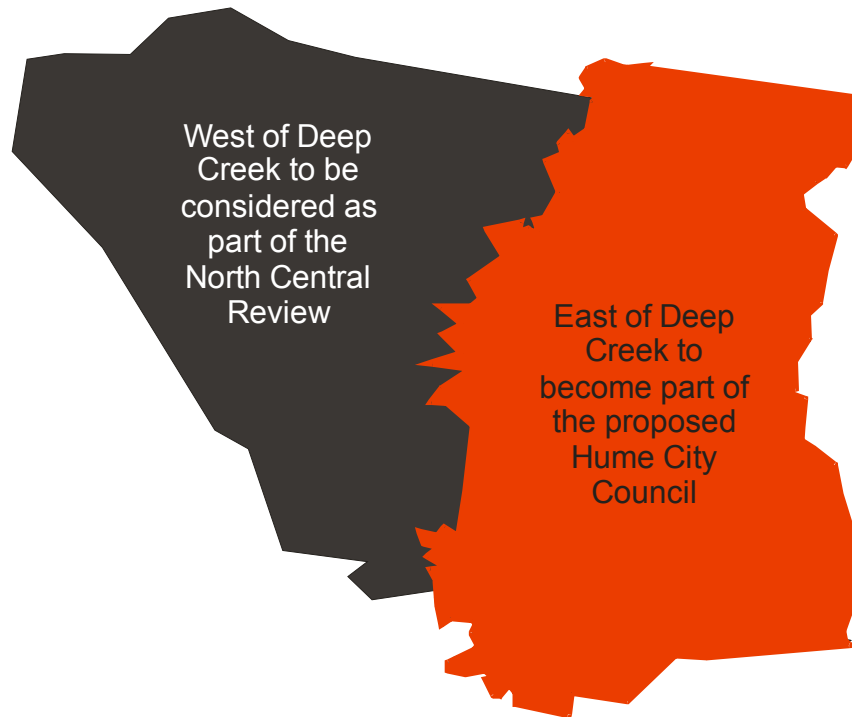 West of Deep
Creek to be
considered as
part of the
North Central
Review
East of Deep
Creek to
become part of
the proposed
Hume City
Council